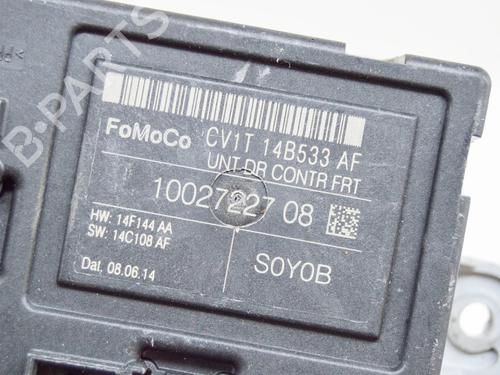 B-PARTS
FoMoCo CV1T 14B533 AF
UNT DR CONTR FRT
10027227 08
HW: 14F144 AA
SW: 14C108 AF
Dat. 08.06.14
S0Y0B